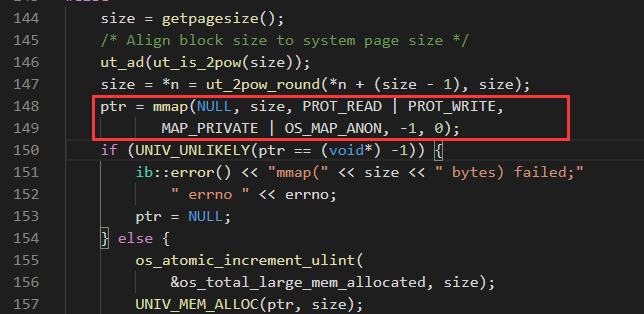 144 size = getpagesize();
145 /* Align block size to system page size */
146 ut_ad(ut_is_2pow(size));
147 size = *n = ut_2pow_round(*n + (size - 1), size);
148 ptr = mmap(NULL, size, PROT_READ | PROT_WRITE,
149 MAP_PRIVATE | OS_MAP_ANON, -1, 0);
150 if (UNIV_UNLIKELY(ptr == (void*) -1)) {
151 ib::error() << "mmap(" << size << " bytes) failed;"
152 " errno " << errno;
153 ptr = NULL;
154 } else {
155 os_atomic_increment_ulint(
156 &os_total_large_mem_allocated, size);
157 UNIV_MEM_ALLOC(ptr, size);